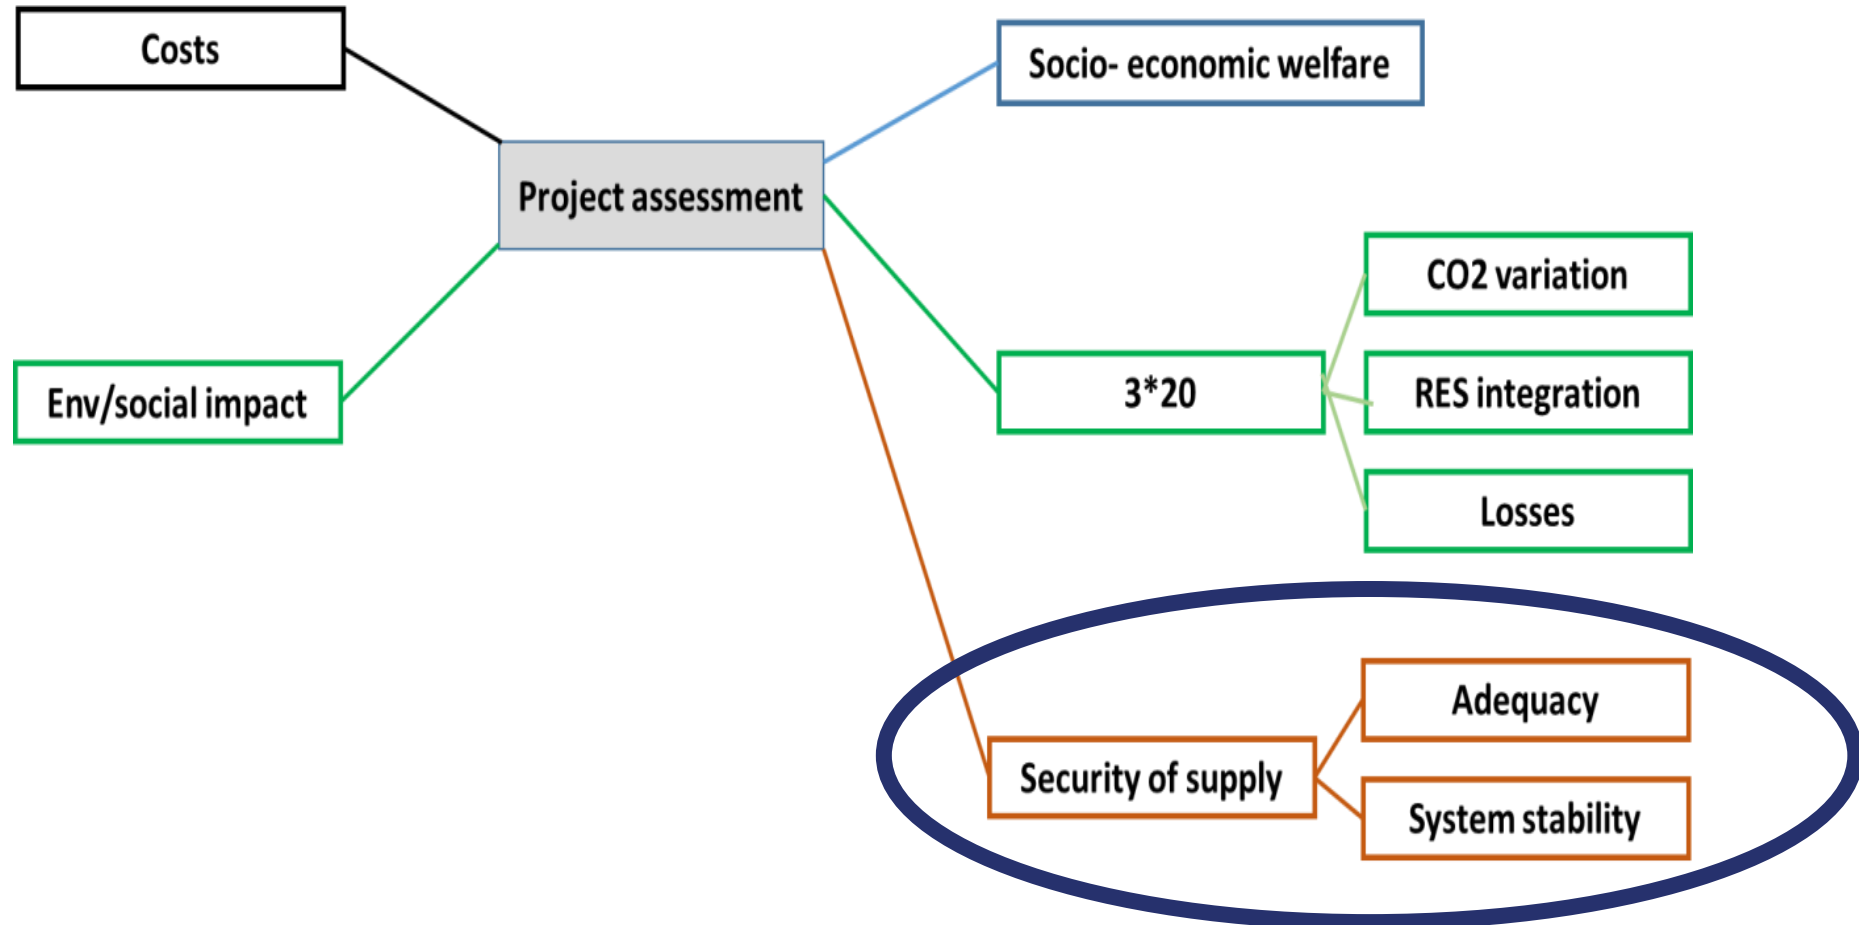 Costs
Socio- economic welfare
Project assessment
Env/social impact
3*20
CO2 variation
RES integration
Losses
Security of supply
Adequacy
System stability